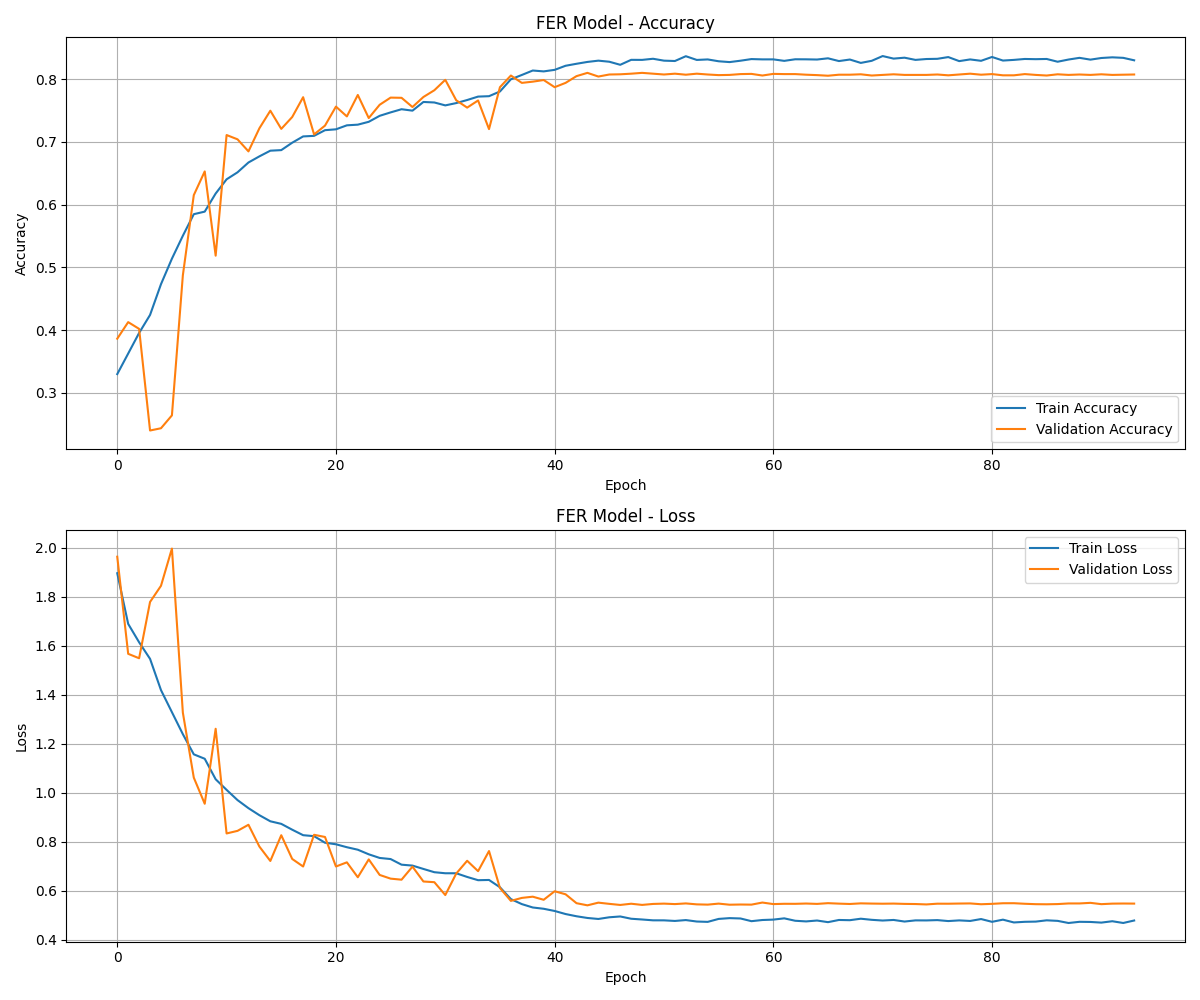 FER Model - Accuracy
0.8
0.7
0.6
0.5
0.4
0.3
Accuracy
Train Accuracy
Validation Accuracy
0 20 40 60 80
Epoch
FER Model - Loss
2.0
1.8
1.6
1.4
1.2
1.0
0.8
0.6
0.4
Loss
Train Loss
Validation Loss
0 20 40 60 80
Epoch